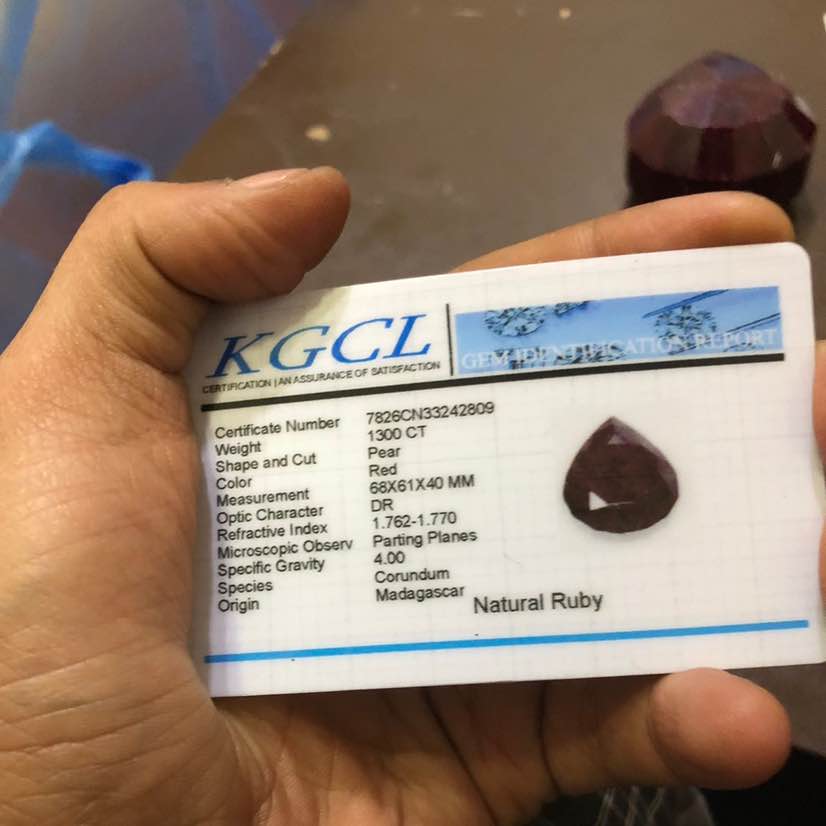 KGCL
CERTIFICATION | AN ASSURANCE OF SATISFACTION
GEM IDENTIFICATION REPORT
Certificate Number 7826CN33242809
Weight 1300 CT
Shape and Cut Pear
Color Red
Measurement 68X61X40 MM
Optic Character DR
Refractive Index 1.762-1.770
Microscopic Observ Parting Planes
Specific Gravity 4.00
Species Corundum
Origin Madagascar
Natural Ruby